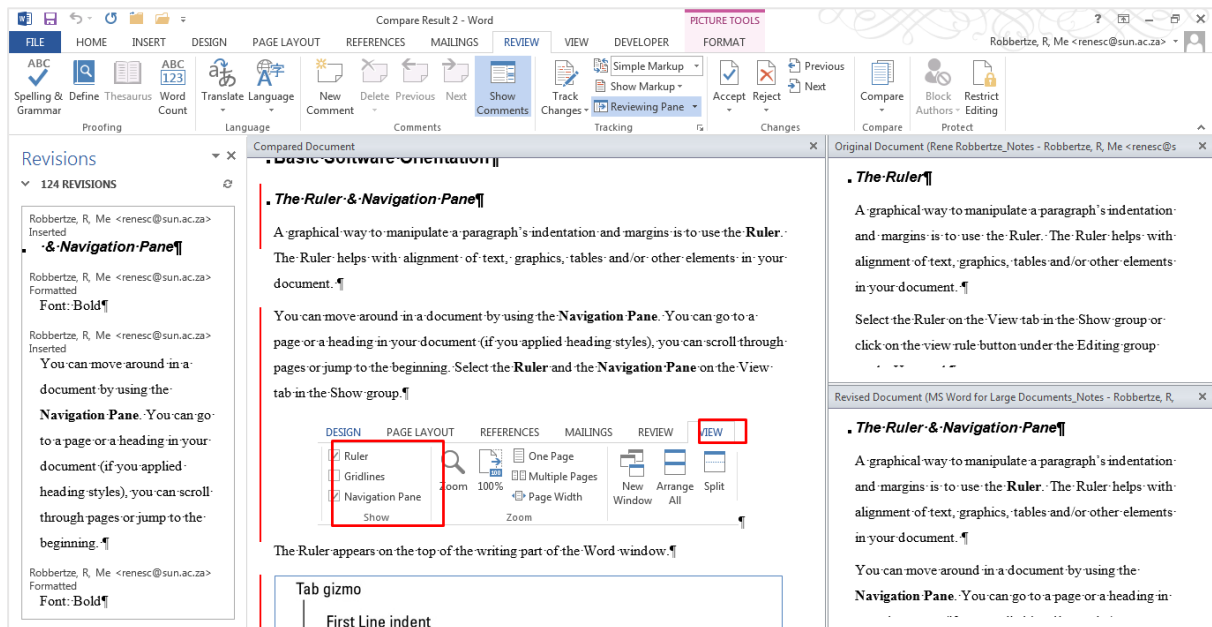 Compare Result 2 - Word
PICTURE TOOLS
?
FILE HOME INSERT DESIGN PAGE LAYOUT REFERENCES MAILINGS REVIEW VIEW DEVELOPER FORMAT
Robbertze, R, Me <renesc@sun.ac.za>
ABC
Spelling & Grammar
Define
Thesaurus
ABC
123
Word Count
Proofing
Translate
Language
Language
New Comment
Delete
Previous
Next
Show Comments
Comments
Track Changes
Simple Markup
Show Markup
Reviewing Pane
Tracking
Accept
Reject
Previous
Next
Changes
Compare
Compare
Block Authors
Restrict Editing
Protect
Revisions
124 REVISIONS
Robbertze, R, Me <renesc@sun.ac.za>
Inserted
·&·Navigation·Pane¶
Robbertze, R, Me <renesc@sun.ac.za>
Formatted
Font:·Bold¶
Robbertze, R, Me <renesc@sun.ac.za>
Inserted
You·can·move·around·in·a·
document·by·using·the·
Navigation·Pane.·You·can·go·
to·a·page·or·a·heading·in·your·
document·(if·you·applied·
heading·styles),·you·can·scroll·
through·pages·or·jump·to·the·
beginning.·¶
Robbertze, R, Me <renesc@sun.ac.za>
Formatted
Font:·Bold¶
Compared Document
Basic·Software·Orientation¶
The·Ruler·&·Navigation·Pane¶
A·graphical·way·to·manipulate·a·paragraph's·indentation·and·margins·is·to·use·the·Ruler.·
The·Ruler·helps·with·alignment·of·text,·graphics,·tables·and/or·other·elements·in·your·
document.·¶
You·can·move·around·in·a·document·by·using·the·Navigation·Pane.·You·can·go·to·a·
page·or·a·heading·in·your·document·(if·you·applied·heading·styles),·you·can·scroll·through·
pages·or·jump·to·the·beginning.·Select·the·Ruler·and·the·Navigation·Pane·on·the·View·
tab·in·the·Show·group.¶
DESIGN PAGE LAYOUT REFERENCES MAILINGS REVIEW VIEW
Ruler
Gridlines
Navigation Pane
Show
Zoom
100
100%
One Page
Multiple Pages
Page Width
Zoom
New Window
Arrange All
Split
¶
The·Ruler·appears·on·the·top·of·the·writing·part·of·the·Word·window.¶
Tab gizmo
First Line indent
Original Document (Rene Robbertze_Notes - Robbertze, R, Me <renesc@s
The·Ruler¶
A·graphical·way·to·manipulate·a·paragraph's·indentation·
and·margins·is·to·use·the·Ruler.·The·Ruler·helps·with·
alignment·of·text,·graphics,·tables·and/or·other·elements·
in·your·document.·¶
Select·the·Ruler·on·the·View·tab·in·the·Show·group·or·
click·on·the·view·rule·button·under·the·Editing·group·
Revised Document (MS Word for Large Documents_Notes - Robbertze, R,
The·Ruler·&·Navigation·Pane¶
A·graphical·way·to·manipulate·a·paragraph's·indentation·
and·margins·is·to·use·the·Ruler.·The·Ruler·helps·with·
alignment·of·text,·graphics,·tables·and/or·other·elements·
in·your·document.·¶
You·can·move·around·in·a·document·by·using·the·
Navigation·Pane.·You·can·go·to·a·page·or·a·heading·in·